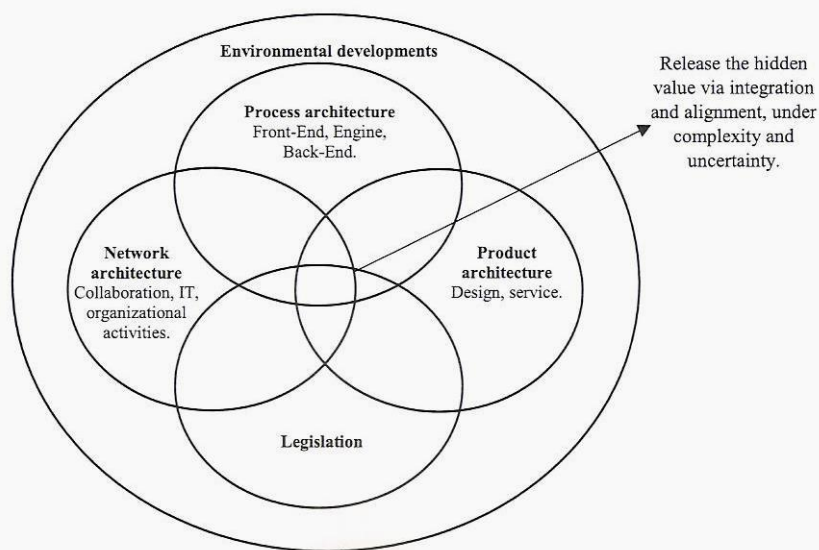 Environmental developments
Process architecture
Front-End, Engine,
Back-End.
Release the hidden
value via integration
and alignment, under
complexity and
uncertainty.
Network
architecture
Collaboration, IT,
organizational
activities.
Product
architecture
Design, service.
Legislation